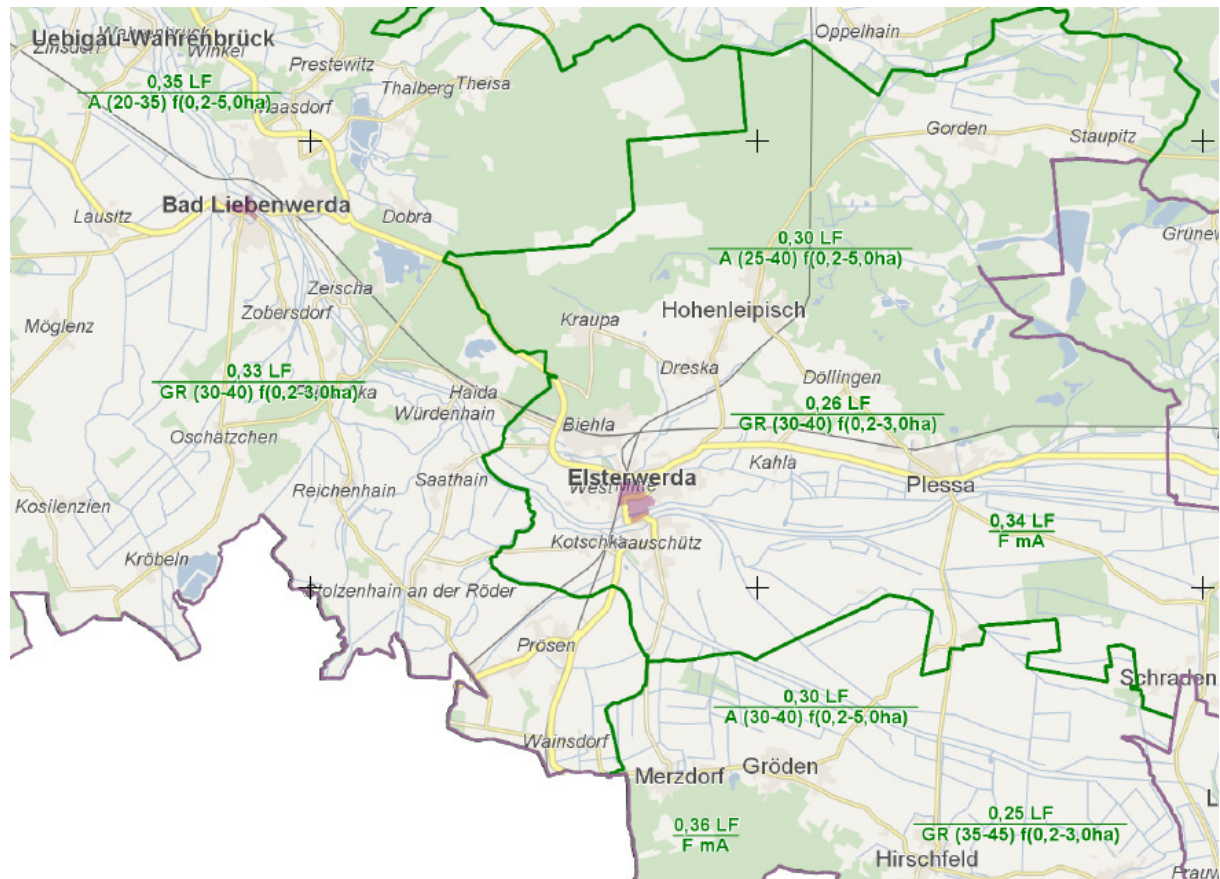 Uebigau-Wahrenbrück
Wahrenbrück
Zinsdorf
Winkel
Prestewitz
Oppelhain
0,35 LF
A (20-35) f(0,2-5,0ha)
Thalberg
Theisa
Maasdorf
Gorden
Staupitz
Bad Liebenwerda
Lausitz
Dobra
0,30 LF
A (25-40) f(0,2-5,0ha)
Zeischa
Zobersdorf
Möglenz
Kraupa
Hohenleipisch
Dreska
Döllingen
0,33 LF
GR (30-40) f(0,2-3,0ha)
Haida
Würdenhain
0,26 LF
GR (30-40) f(0,2-3,0ha)
Oschätzchen
Biehla
Kahla
Saathain
Elsterwerda
West
Mitte
Plessa
Reichenhain
Kosilenzien
0,34 LF
F mA
Kröbeln
Kotschka
Stolzenhain an der Röder
Prösen
Schraden
0,30 LF
A (30-40) f(0,2-5,0ha)
Wainsdorf
Merzdorf
Gröden
0,36 LF
F mA
0,25 LF
GR (35-45) f(0,2-3,0ha)
Hirschfeld